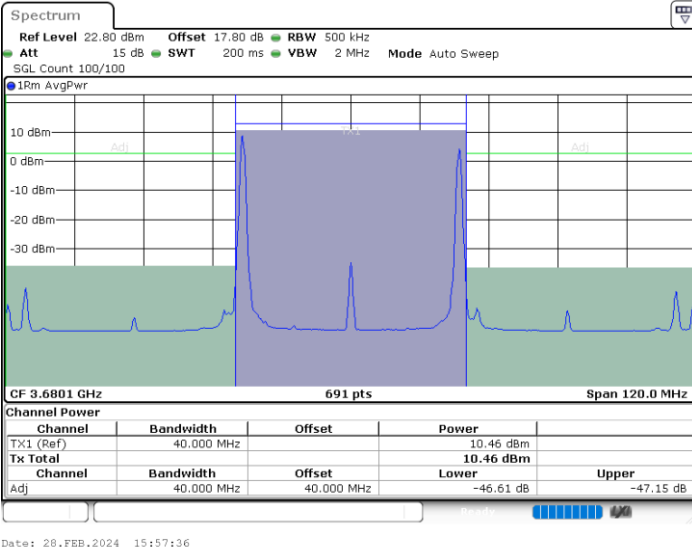 Spectrum
Ref Level 22.80 dBm Offset 17.80 dB RBW 500 kHz
Att 15 dB SWT 200 ms VBW 2 MHz Mode Auto Sweep
SGL Count 100/100
1Rm AvgPwr
TX1
10 dBm
Adj Adj
0 dBm
-10 dBm
-20 dBm
-30 dBm
CF 3.6801 GHz 691 pts Span 120.0 MHz
Channel Power
Channel Bandwidth Offset Power
TX1 (Ref) 40.000 MHz 10.46 dBm
Tx Total 10.46 dBm
Channel Bandwidth Offset Lower Upper
Adj 40.000 MHz 40.000 MHz -46.61 dB -47.15 dB
Ready
Date: 28.FEB.2024 15:57:36